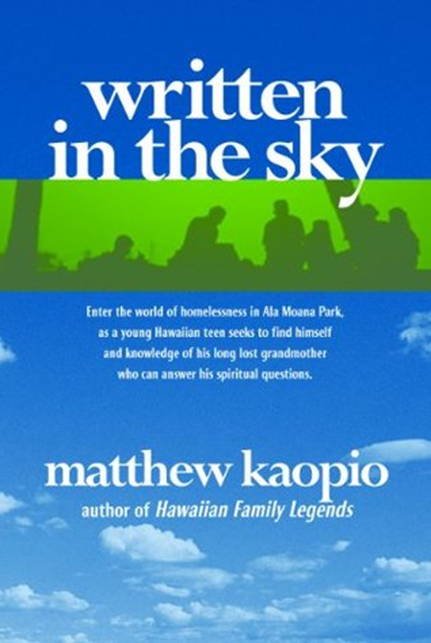 written
in the sky
Enter the world of homelessness in Ala Moana Park,
as a young Hawaiian teen seeks to find himself
and knowledge of his long lost grandmother
who can answer his spiritual questions.
matthew kaopio
author of Hawaiian Family Legends